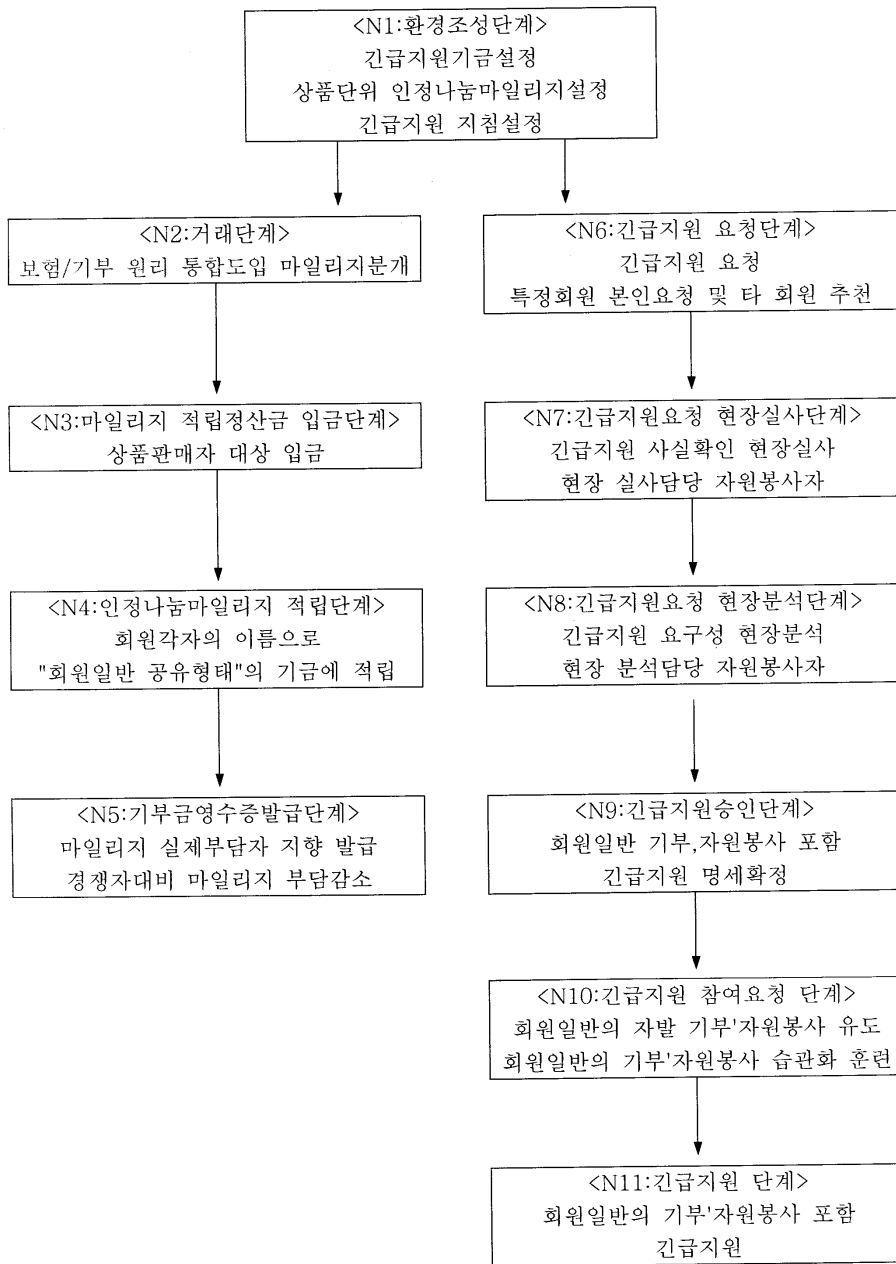 <N1:환경조성단계>
긴급지원기금설정
상품단위 인정나눔마일리지설정
긴급지원 지침설정
<N2:거래단계>
보험/기부 원리 통합도입 마일리지분개
<N3:마일리지 적립정산금 입금단계>
상품판매자 대상 입금
<N4:인정나눔마일리지 적립단계>
회원각자의 이름으로
"회원일반 공유형태"의 기금에 적립
<N5:기부금영수증발급단계>
마일리지 실제부담자 지향 발급
경쟁자대비 마일리지 부담감소
<N6:긴급지원 요청단계>
긴급지원 요청
특정회원 본인요청 및 타 회원 추천
<N7:긴급지원요청 현장실사단계>
긴급지원 사실확인 현장실사
현장 실사담당 자원봉사자
<N8:긴급지원요청 현장분석단계>
긴급지원 요구성 현장분석
현장 분석담당 자원봉사자
<N9:긴급지원승인단계>
회원일반 기부,자원봉사 포함
긴급지원 명세확정
<N10:긴급지원 참여요청 단계>
회원일반의 자발 기부'자원봉사 유도
회원일반의 기부'자원봉사 습관화 훈련
<N11:긴급지원 단계>
회원일반의 기부'자원봉사 포함
긴급지원